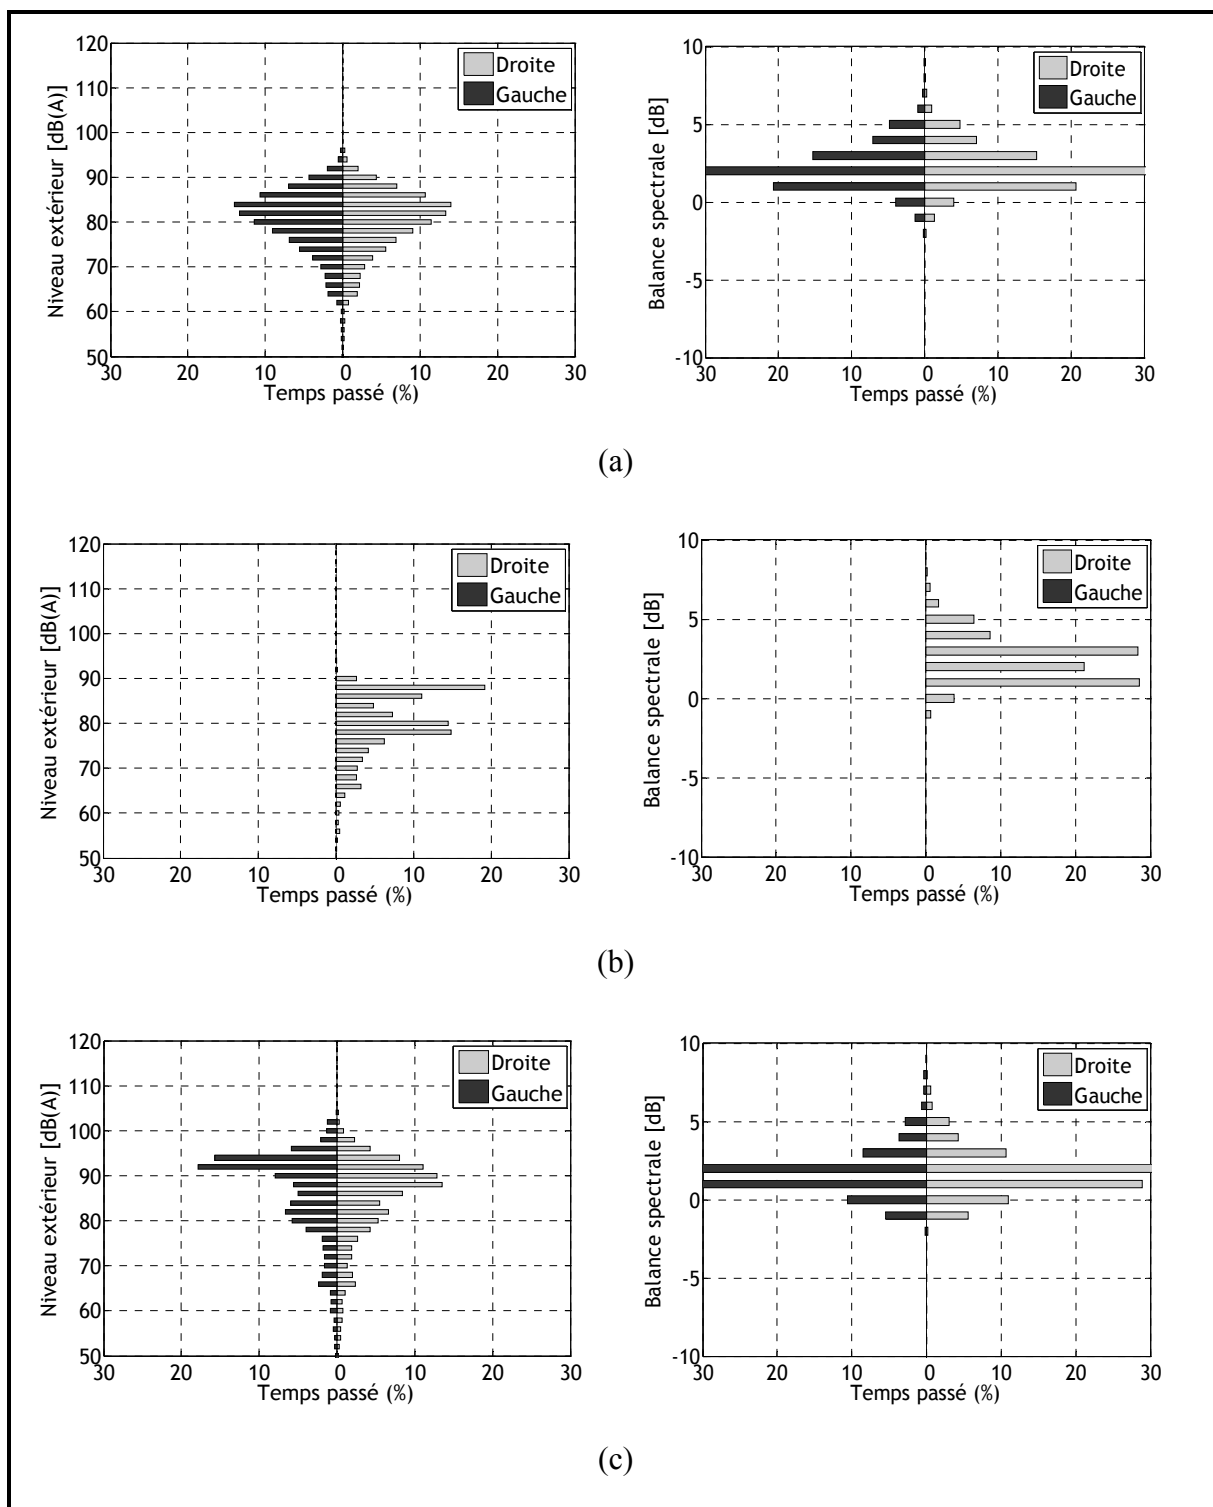 120
110
100
90
80
70
60
50
Niveau extérieur [dB(A)]
30 20 10 0 10 20 30
Temps passé (%)
Droite
Gauche
10
5
0
-5
-10
Balance spectrale [dB]
30 20 10 0 10 20 30
Temps passé (%)
Droite
Gauche
(a)
120
110
100
90
80
70
60
50
Niveau extérieur [dB(A)]
30 20 10 0 10 20 30
Temps passé (%)
Droite
Gauche
10
5
0
-5
-10
Balance spectrale [dB]
30 20 10 0 10 20 30
Temps passé (%)
Droite
Gauche
(b)
120
110
100
90
80
70
60
50
Niveau extérieur [dB(A)]
30 20 10 0 10 20 30
Temps passé (%)
Droite
Gauche
10
5
0
-5
-10
Balance spectrale [dB]
30 20 10 0 10 20 30
Temps passé (%)
Droite
Gauche
(c)